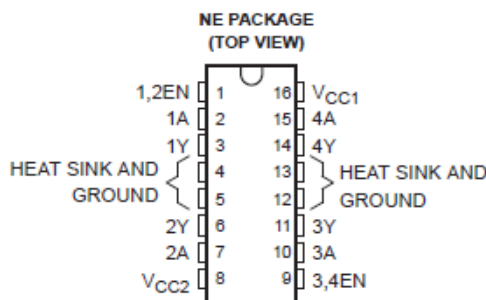 NE PACKAGE
(TOP VIEW)
1,2EN 1 16 VCC1
1A 2 15 4A
1Y 3 14 4Y
HEAT SINK AND GROUND 4 13 HEAT SINK AND GROUND
5 12
2Y 6 11 3Y
2A 7 10 3A
VCC2 8 9 3,4EN